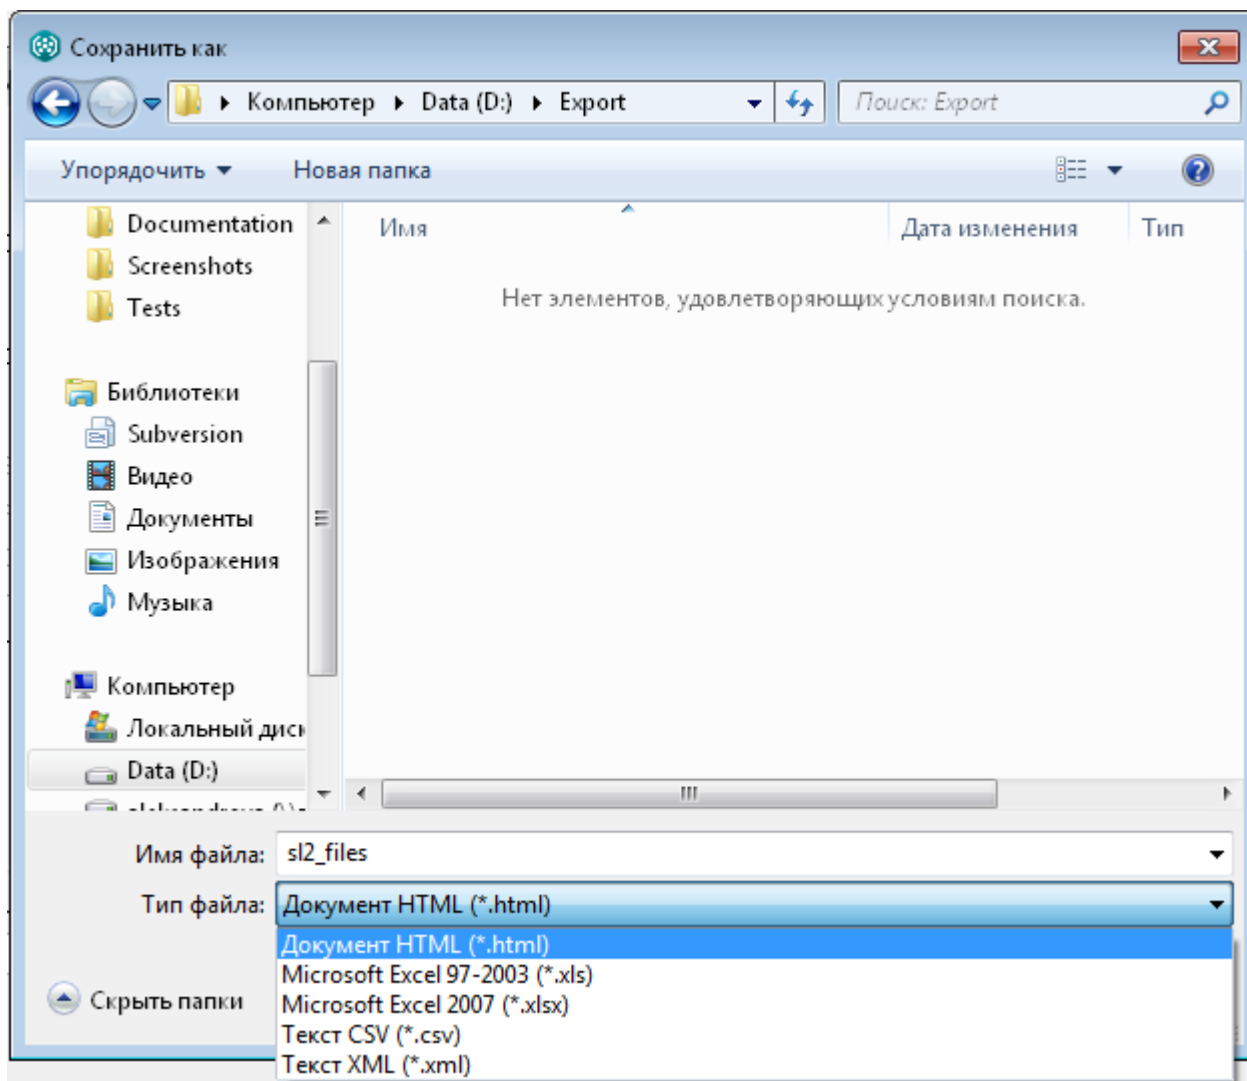 Сохранить как
Компьютер Data (D:) Export
Поиск: Export
Упорядочить Новая папка
Documentation
Screenshots
Tests
Библиотеки
Subversion
Видео
Документы
Изображения
Музыка
Компьютер
Локальный диск
Data (D:)
Имя Дата изменения Тип
Нет элементов, удовлетворяющих условиям поиска.
Имя файла: sl2_files
Тип файла: Документ HTML (*.html)
Документ HTML (*.html)
Microsoft Excel 97-2003 (*.xls)
Microsoft Excel 2007 (*.xlsx)
Текст CSV (*.csv)
Текст XML (*.xml)
Скрыть папки